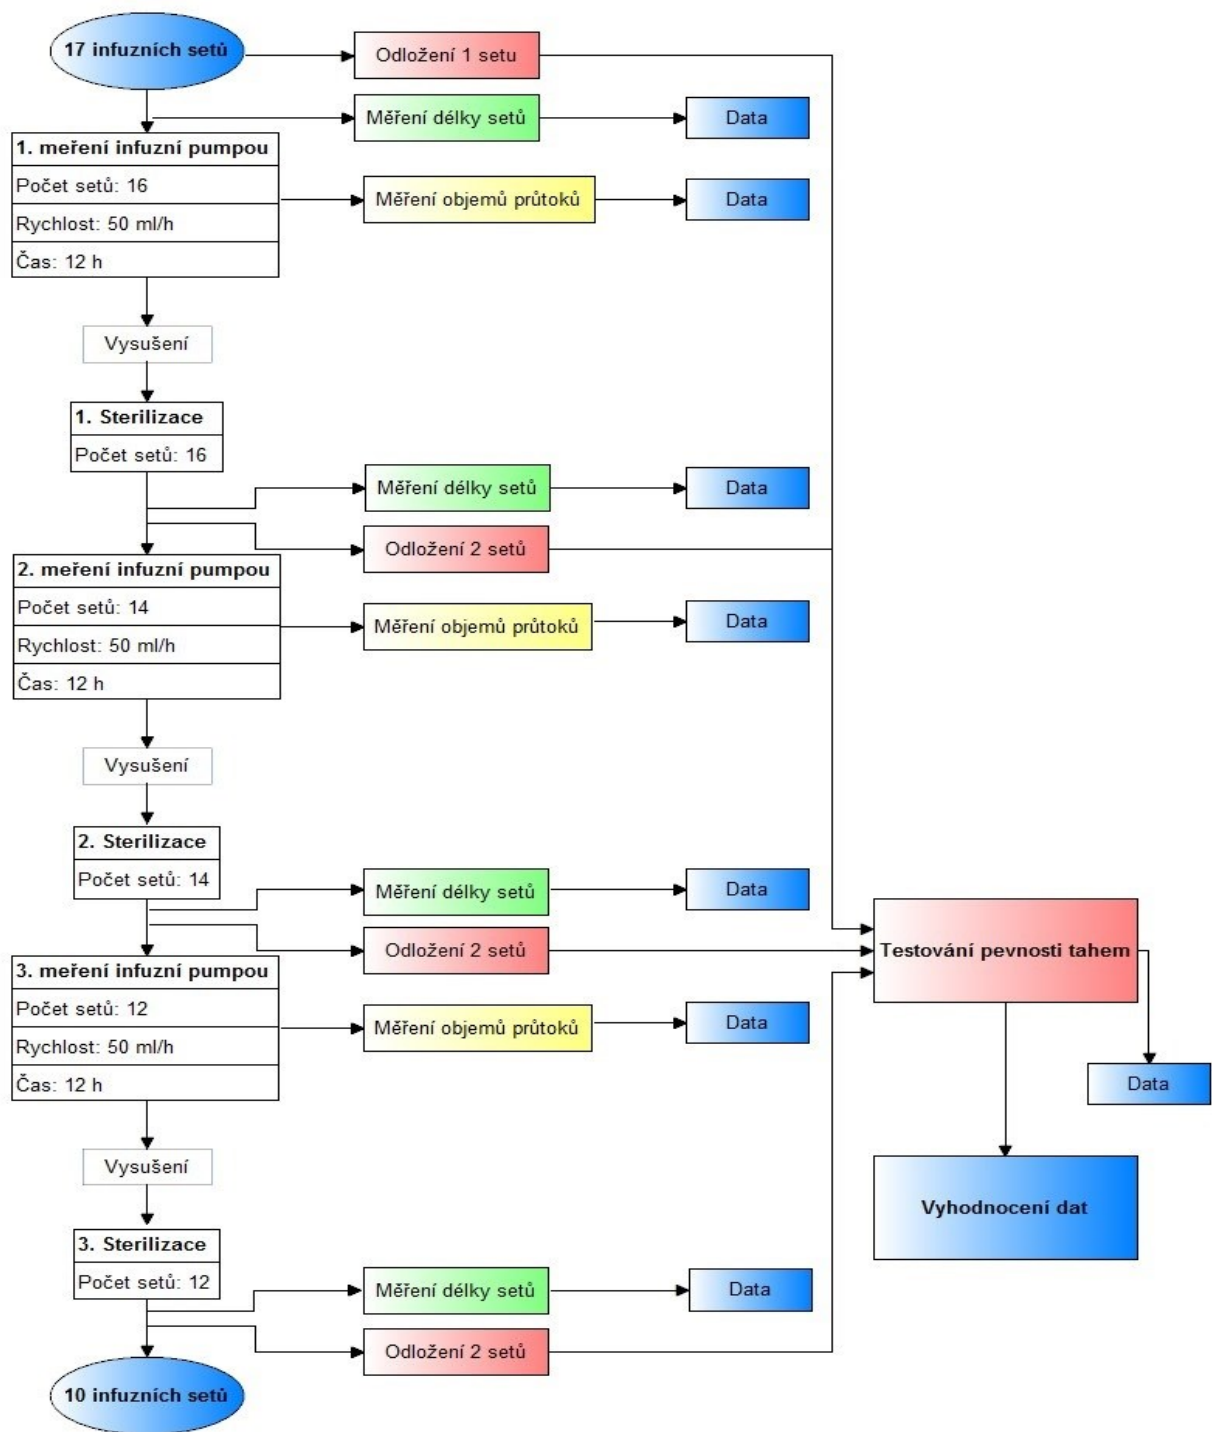 17 infuzních setů
Odložení 1 setu
Měření délky setů
Data
1. meření infuzní pumpou
Počet setů: 16
Rychlost: 50 ml/h
Čas: 12 h
Měření objemů průtoků
Data
Vysušení
1. Sterilizace
Počet setů: 16
Měření délky setů
Data
Odložení 2 setů
2. meření infuzní pumpou
Počet setů: 14
Rychlost: 50 ml/h
Čas: 12 h
Měření objemů průtoků
Data
Vysušení
2. Sterilizace
Počet setů: 14
Měření délky setů
Data
Odložení 2 setů
Testování pevnosti tahem
3. meření infuzní pumpou
Počet setů: 12
Rychlost: 50 ml/h
Čas: 12 h
Měření objemů průtoků
Data
Data
Vysušení
Vyhodnocení dat
3. Sterilizace
Počet setů: 12
Měření délky setů
Data
Odložení 2 setů
10 infuzních setů